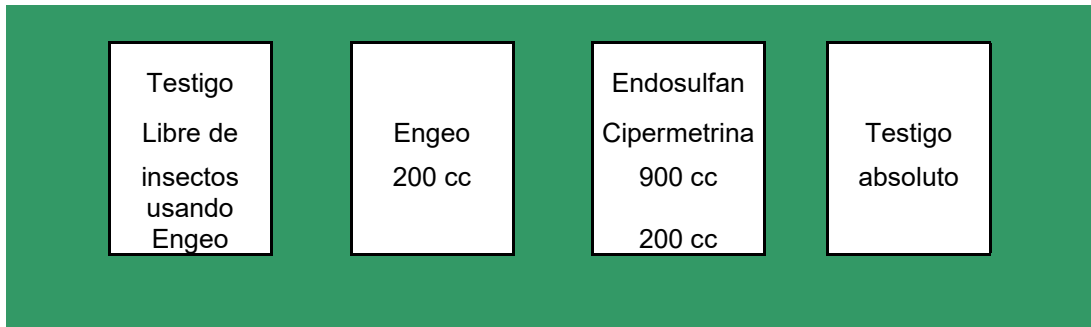 Testigo
Libre de
insectos
usando
Engeo
Engeo
200 cc
Endosulfan
Cipermetrina
900 cc
200 cc
Testigo
absoluto